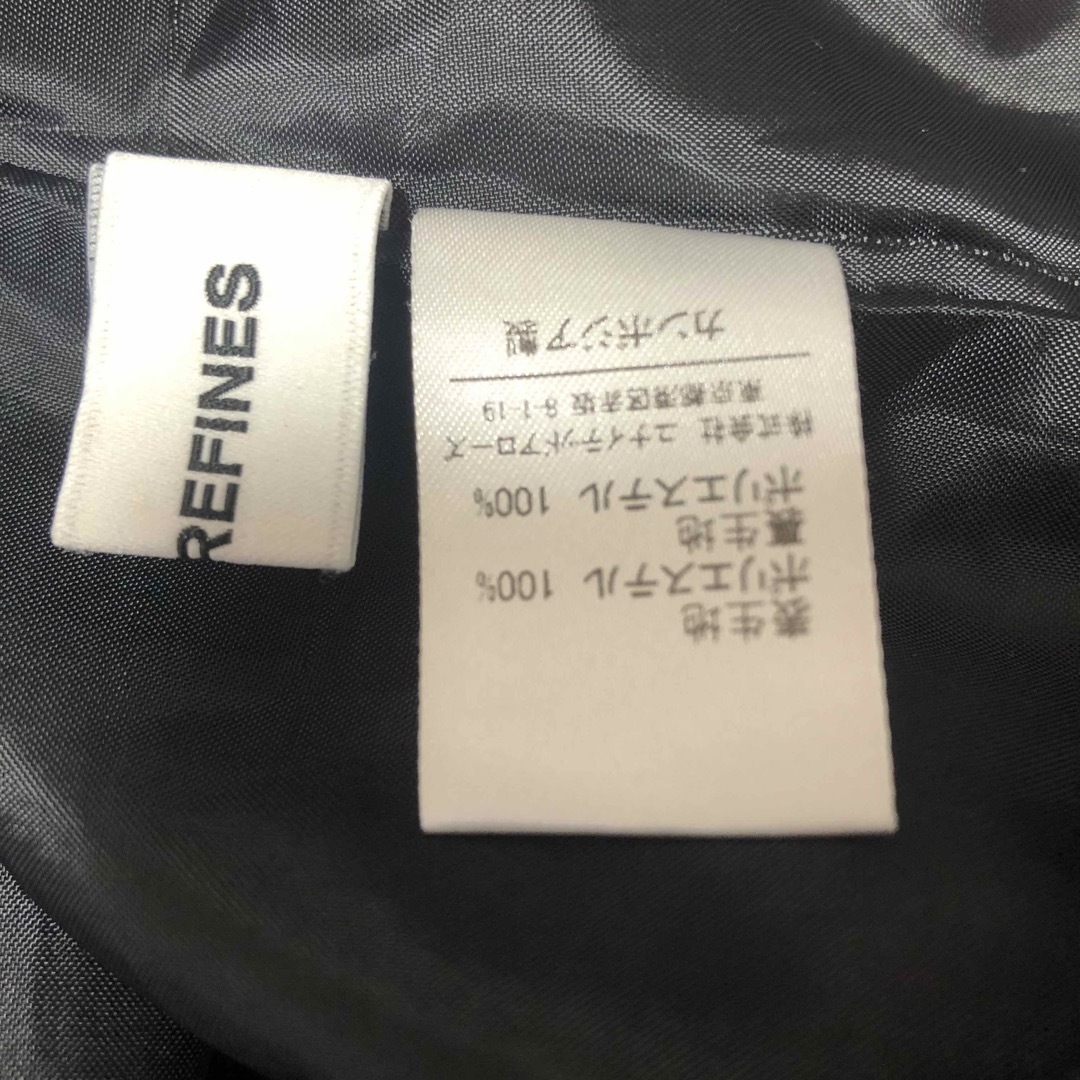 REFINES
表生地
ポリエステル 100%
裏生地
ポリエステル 100%
株式会社 ユナイテッドアローズ
東京都港区赤坂 8-1-19
カンボジア製